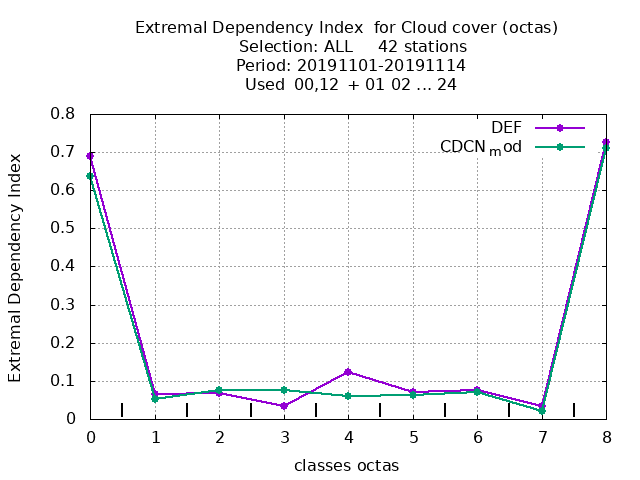 Extremal Dependency Index  for Cloud cover (octas)
Selection: ALL     42 stations
Period: 20191101-20191114
Used  00,12  + 01 02 ... 24
0.8
0.7
0.6
0.5
0.4
0.3
0.2
0.1
0
Extremal Dependency Index
DEF
CDCNmod
0 1 2 3 4 5 6 7 8
classes octas